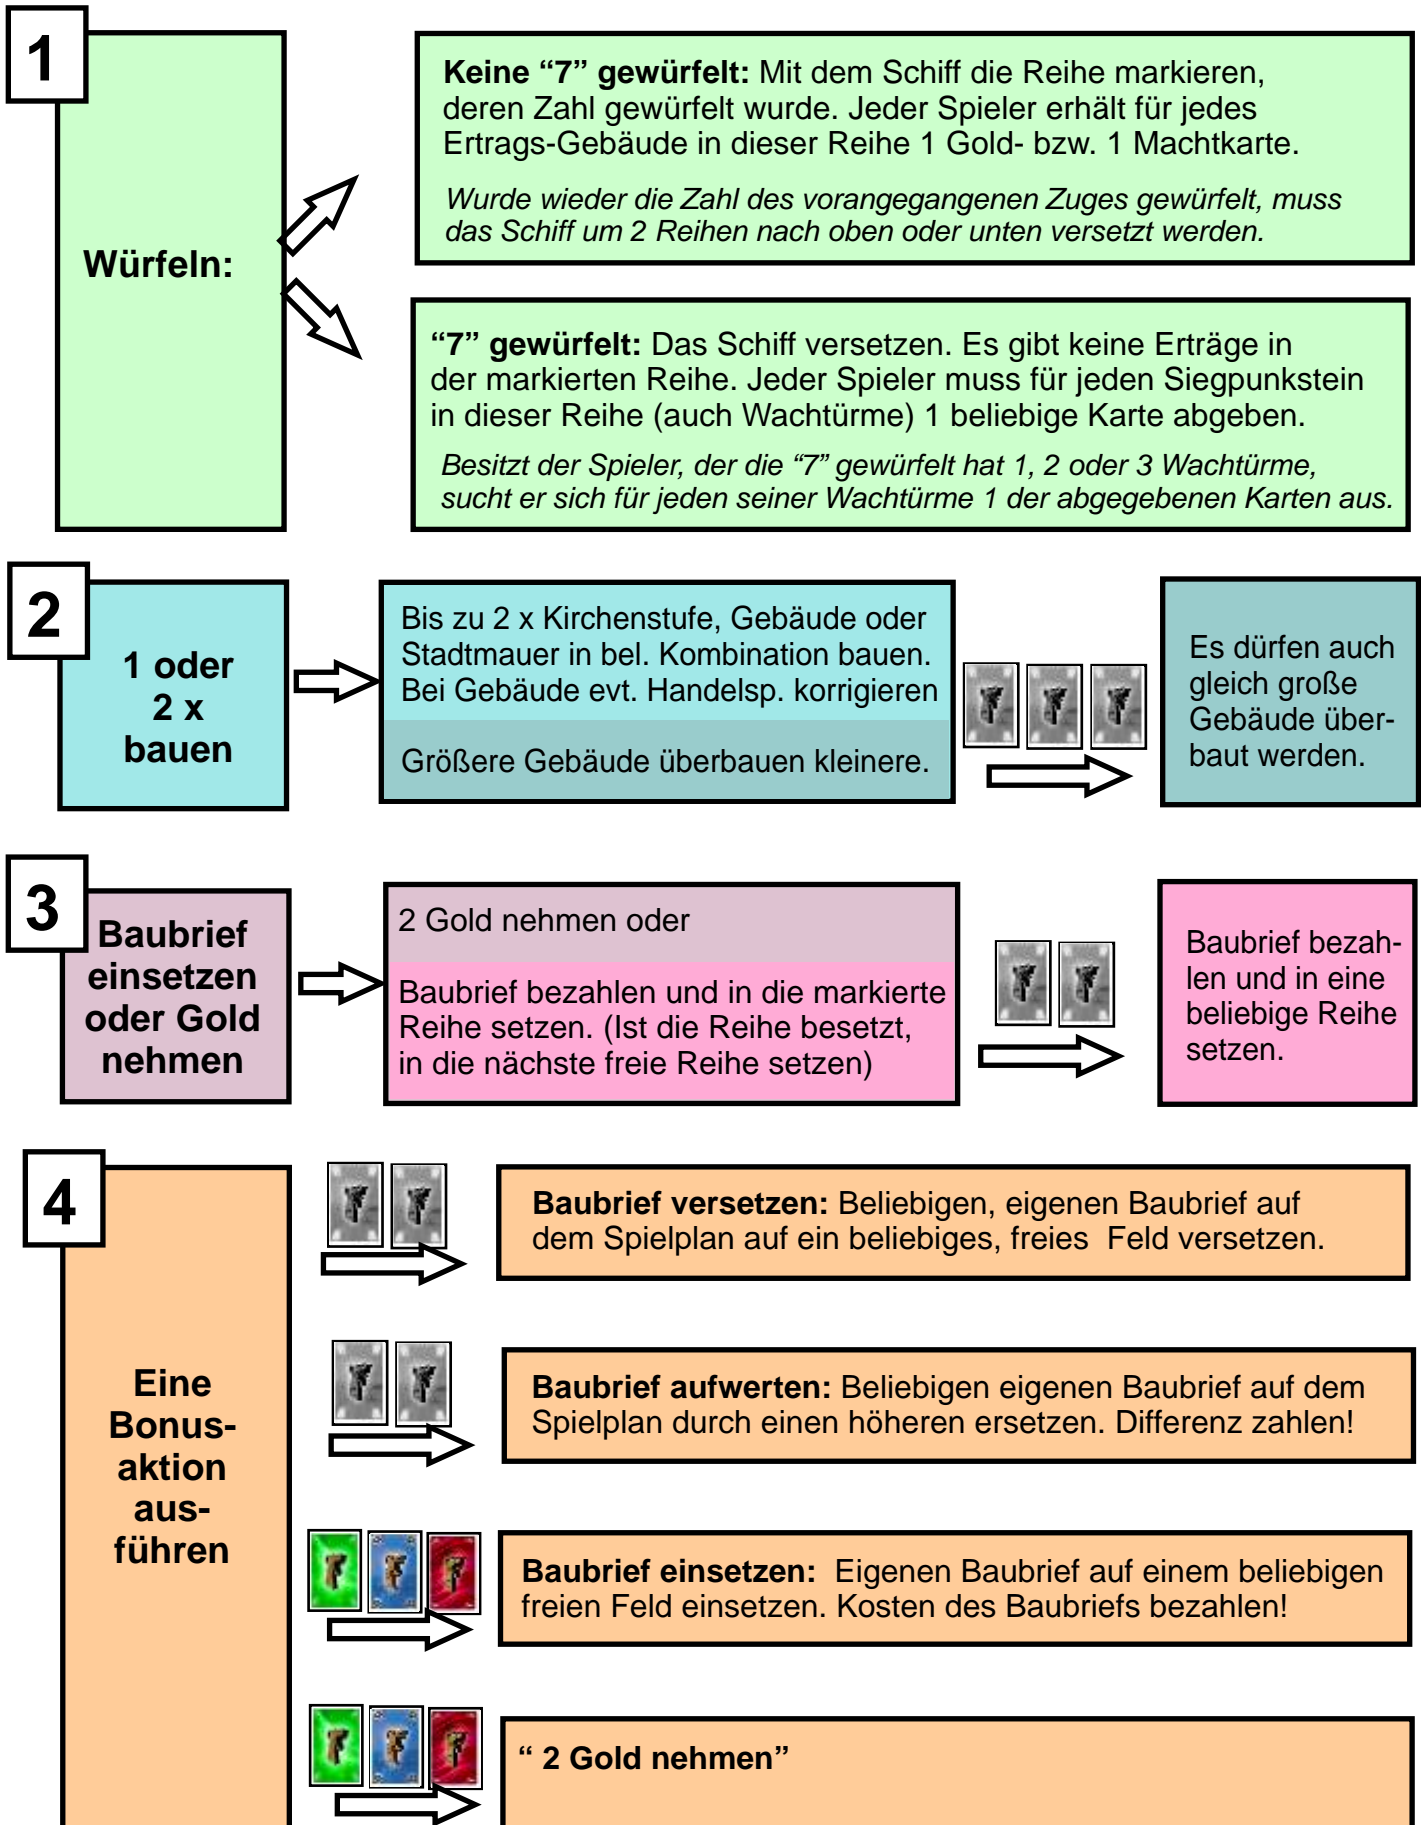 1
Würfeln:
Keine “7” gewürfelt: Mit dem Schiff die Reihe markieren,
deren Zahl gewürfelt wurde. Jeder Spieler erhält für jedes
Ertrags-Gebäude in dieser Reihe 1 Gold- bzw. 1 Machtkarte.
Wurde wieder die Zahl des vorangegangenen Zuges gewürfelt, muss
das Schiff um 2 Reihen nach oben oder unten versetzt werden.
“7” gewürfelt: Das Schiff versetzen. Es gibt keine Erträge in
der markierten Reihe. Jeder Spieler muss für jeden Siegpunkstein
in dieser Reihe (auch Wachtürme) 1 beliebige Karte abgeben.
Besitzt der Spieler, der die “7” gewürfelt hat 1, 2 oder 3 Wachtürme,
sucht er sich für jeden seiner Wachtürme 1 der abgegebenen Karten aus.
2
1 oder
2 x
bauen
Bis zu 2 x Kirchenstufe, Gebäude oder
Stadtmauer in bel. Kombination bauen.
Bei Gebäude evt. Handelsp. korrigieren
Größere Gebäude überbauen kleinere.
Es dürfen auch
gleich große
Gebäude über-
baut werden.
3
Baubrief
einsetzen
oder Gold
nehmen
2 Gold nehmen oder
Baubrief bezahlen und in die markierte
Reihe setzen. (Ist die Reihe besetzt,
in die nächste freie Reihe setzen)
Baubrief bezah-
len und in eine
beliebige Reihe
setzen.
4
Eine
Bonus-
aktion
aus-
führen
Baubrief versetzen: Beliebigen, eigenen Baubrief auf
dem Spielplan auf ein beliebiges, freies  Feld versetzen.
Baubrief aufwerten: Beliebigen eigenen Baubrief auf dem
Spielplan durch einen höheren ersetzen. Differenz zahlen!
Baubrief einsetzen:  Eigenen Baubrief auf einem beliebigen
freien Feld einsetzen. Kosten des Baubriefs bezahlen!
“ 2 Gold nehmen”